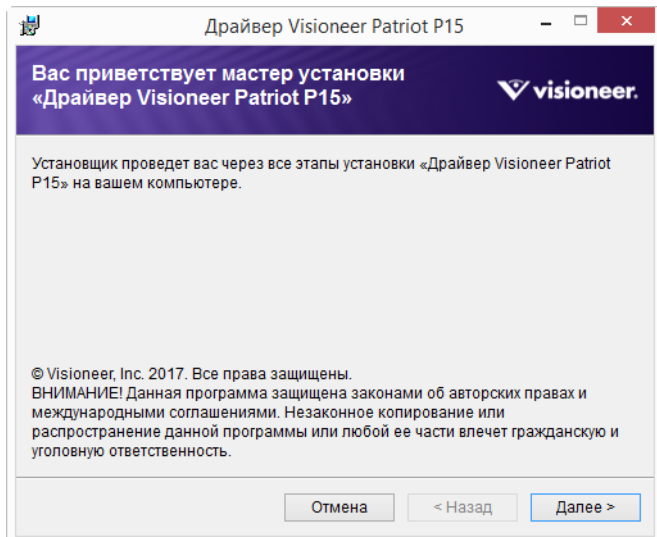 Драйвер Visioneer Patriot P15
Вас приветствует мастер установки
«Драйвер Visioneer Patriot P15»
visioneer.
Установщик проведет вас через все этапы установки «Драйвер Visioneer Patriot
P15» на вашем компьютере.
© Visioneer, Inc. 2017. Все права защищены.
ВНИМАНИЕ! Данная программа защищена законами об авторских правах и
международными соглашениями. Незаконное копирование или
распространение данной программы или любой ее части влечет гражданскую и
уголовную ответственность.
Отмена < Назад Далее >